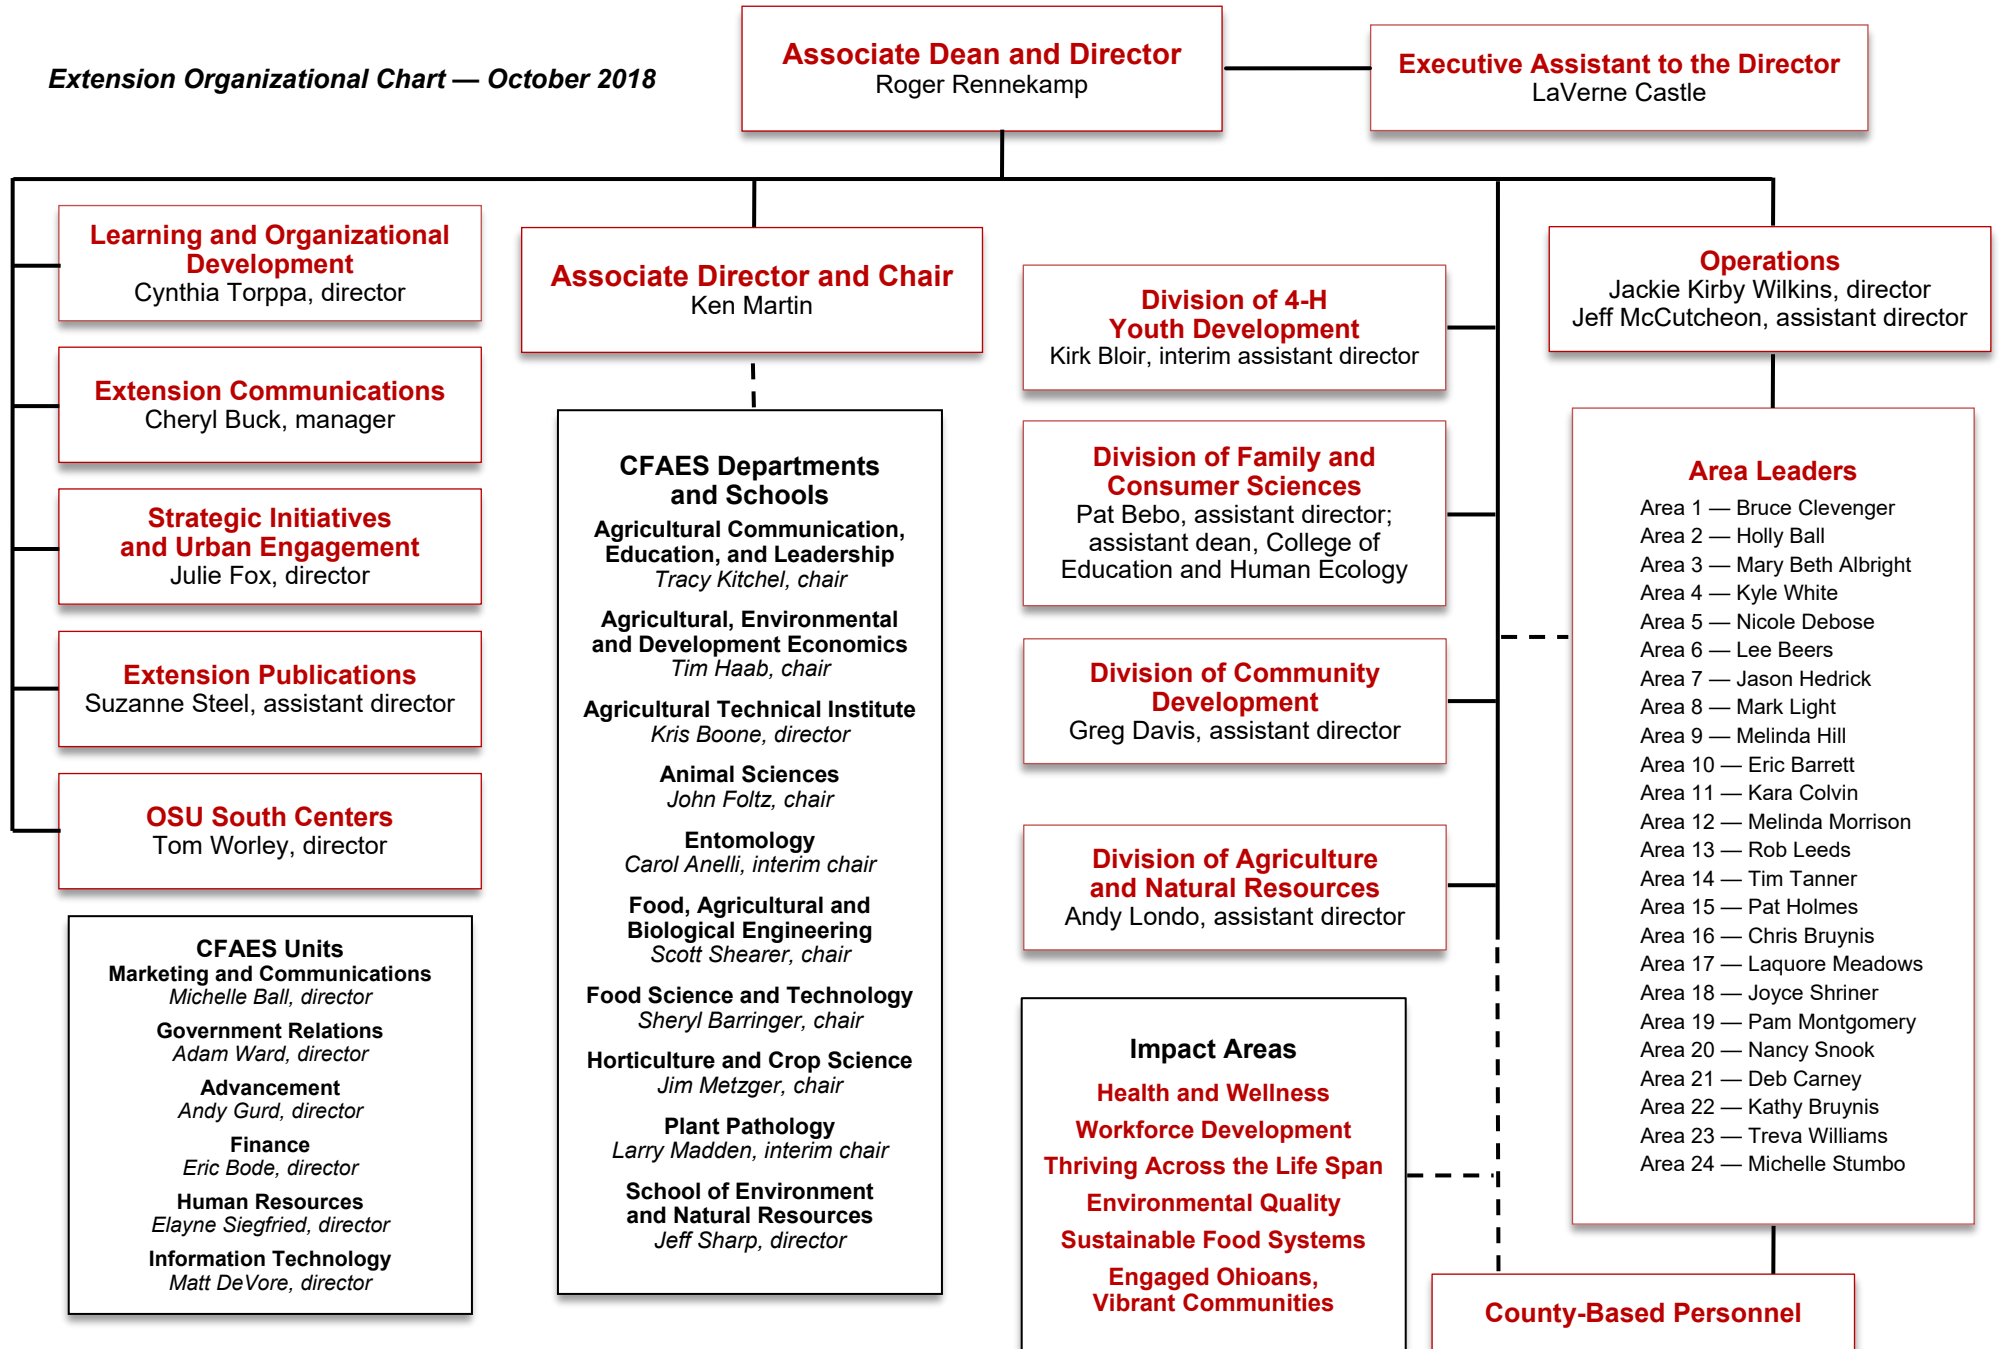 Extension Organizational Chart — October 2018
Associate Dean and Director
Roger Rennekamp
Executive Assistant to the Director
LaVerne Castle
Learning and Organizational
Development
Cynthia Torppa, director
Extension Communications
Cheryl Buck, manager
Strategic Initiatives
and Urban Engagement
Julie Fox, director
Extension Publications
Suzanne Steel, assistant director
OSU South Centers
Tom Worley, director
CFAES Units
Marketing and Communications
Michelle Ball, director
Government Relations
Adam Ward, director
Advancement
Andy Gurd, director
Finance
Eric Bode, director
Human Resources
Elayne Siegfried, director
Information Technology
Matt DeVore, director
Associate Director and Chair
Ken Martin
CFAES Departments
and Schools
Agricultural Communication,
Education, and Leadership
Tracy Kitchel, chair
Agricultural, Environmental
and Development Economics
Tim Haab, chair
Agricultural Technical Institute
Kris Boone, director
Animal Sciences
John Foltz, chair
Entomology
Carol Anelli, interim chair
Food, Agricultural and
Biological Engineering
Scott Shearer, chair
Food Science and Technology
Sheryl Barringer, chair
Horticulture and Crop Science
Jim Metzger, chair
Plant Pathology
Larry Madden, interim chair
School of Environment
and Natural Resources
Jeff Sharp, director
Division of 4-H
Youth Development
Kirk Bloir, interim assistant director
Division of Family and
Consumer Sciences
Pat Bebo, assistant director;
assistant dean, College of
Education and Human Ecology
Division of Community
Development
Greg Davis, assistant director
Division of Agriculture
and Natural Resources
Andy Londo, assistant director
Impact Areas
Health and Wellness
Workforce Development
Thriving Across the Life Span
Environmental Quality
Sustainable Food Systems
Engaged Ohioans,
Vibrant Communities
Operations
Jackie Kirby Wilkins, director
Jeff McCutcheon, assistant director
Area Leaders
Area 1 — Bruce Clevenger
Area 2 — Holly Ball
Area 3 — Mary Beth Albright
Area 4 — Kyle White
Area 5 — Nicole Debose
Area 6 — Lee Beers
Area 7 — Jason Hedrick
Area 8 — Mark Light
Area 9 — Melinda Hill
Area 10 — Eric Barrett
Area 11 — Kara Colvin
Area 12 — Melinda Morrison
Area 13 — Rob Leeds
Area 14 — Tim Tanner
Area 15 — Pat Holmes
Area 16 — Chris Bruynis
Area 17 — Laquore Meadows
Area 18 — Joyce Shriner
Area 19 — Pam Montgomery
Area 20 — Nancy Snook
Area 21 — Deb Carney
Area 22 — Kathy Bruynis
Area 23 — Treva Williams
Area 24 — Michelle Stumbo
County-Based Personnel